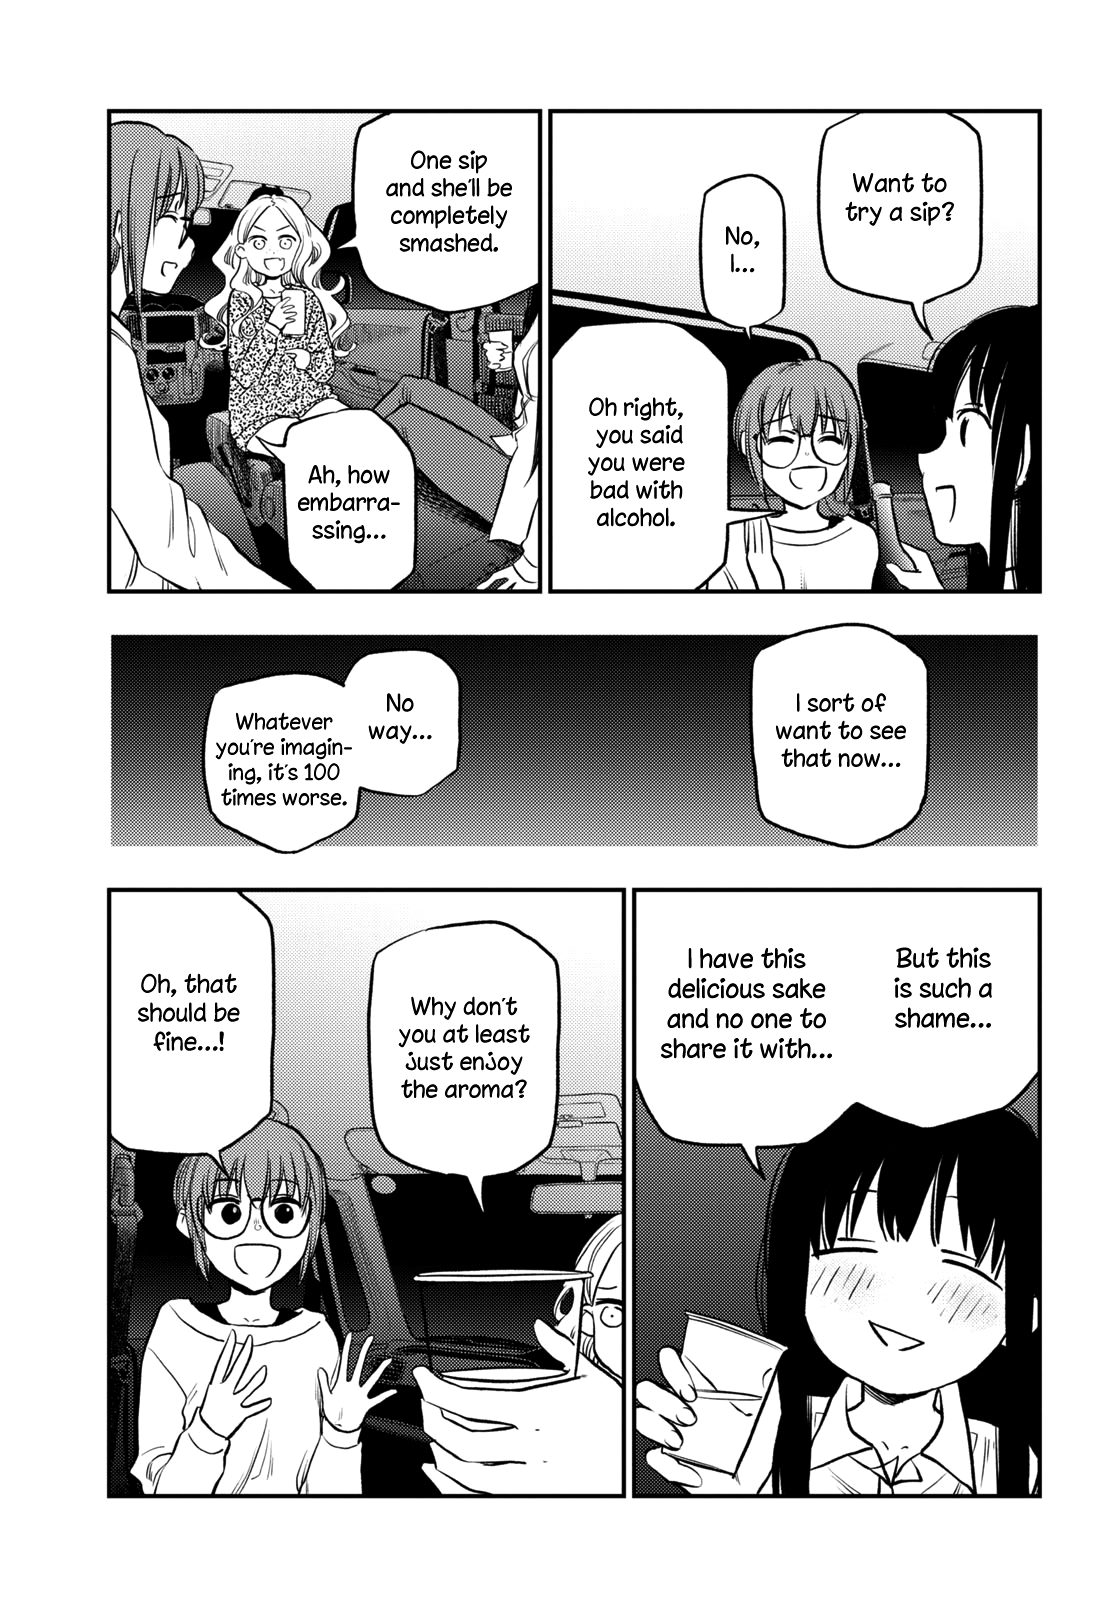 Want to
try a sip?
No,
I...
Oh right,
you said
you were
bad with
alcohol.
One sip
and she'll be
completely
smashed.
Ah, how
embarra-
ssing...
I sort of
want to see
that now...
No
way...
Whatever
you're imagin-
ing, it's 100
times worse.
But this
is such a
shame...
I have this
delicious sake
and no one to
share it with...
Why don't
you at least
just enjoy
the aroma?
Oh, that
should be
fine...!